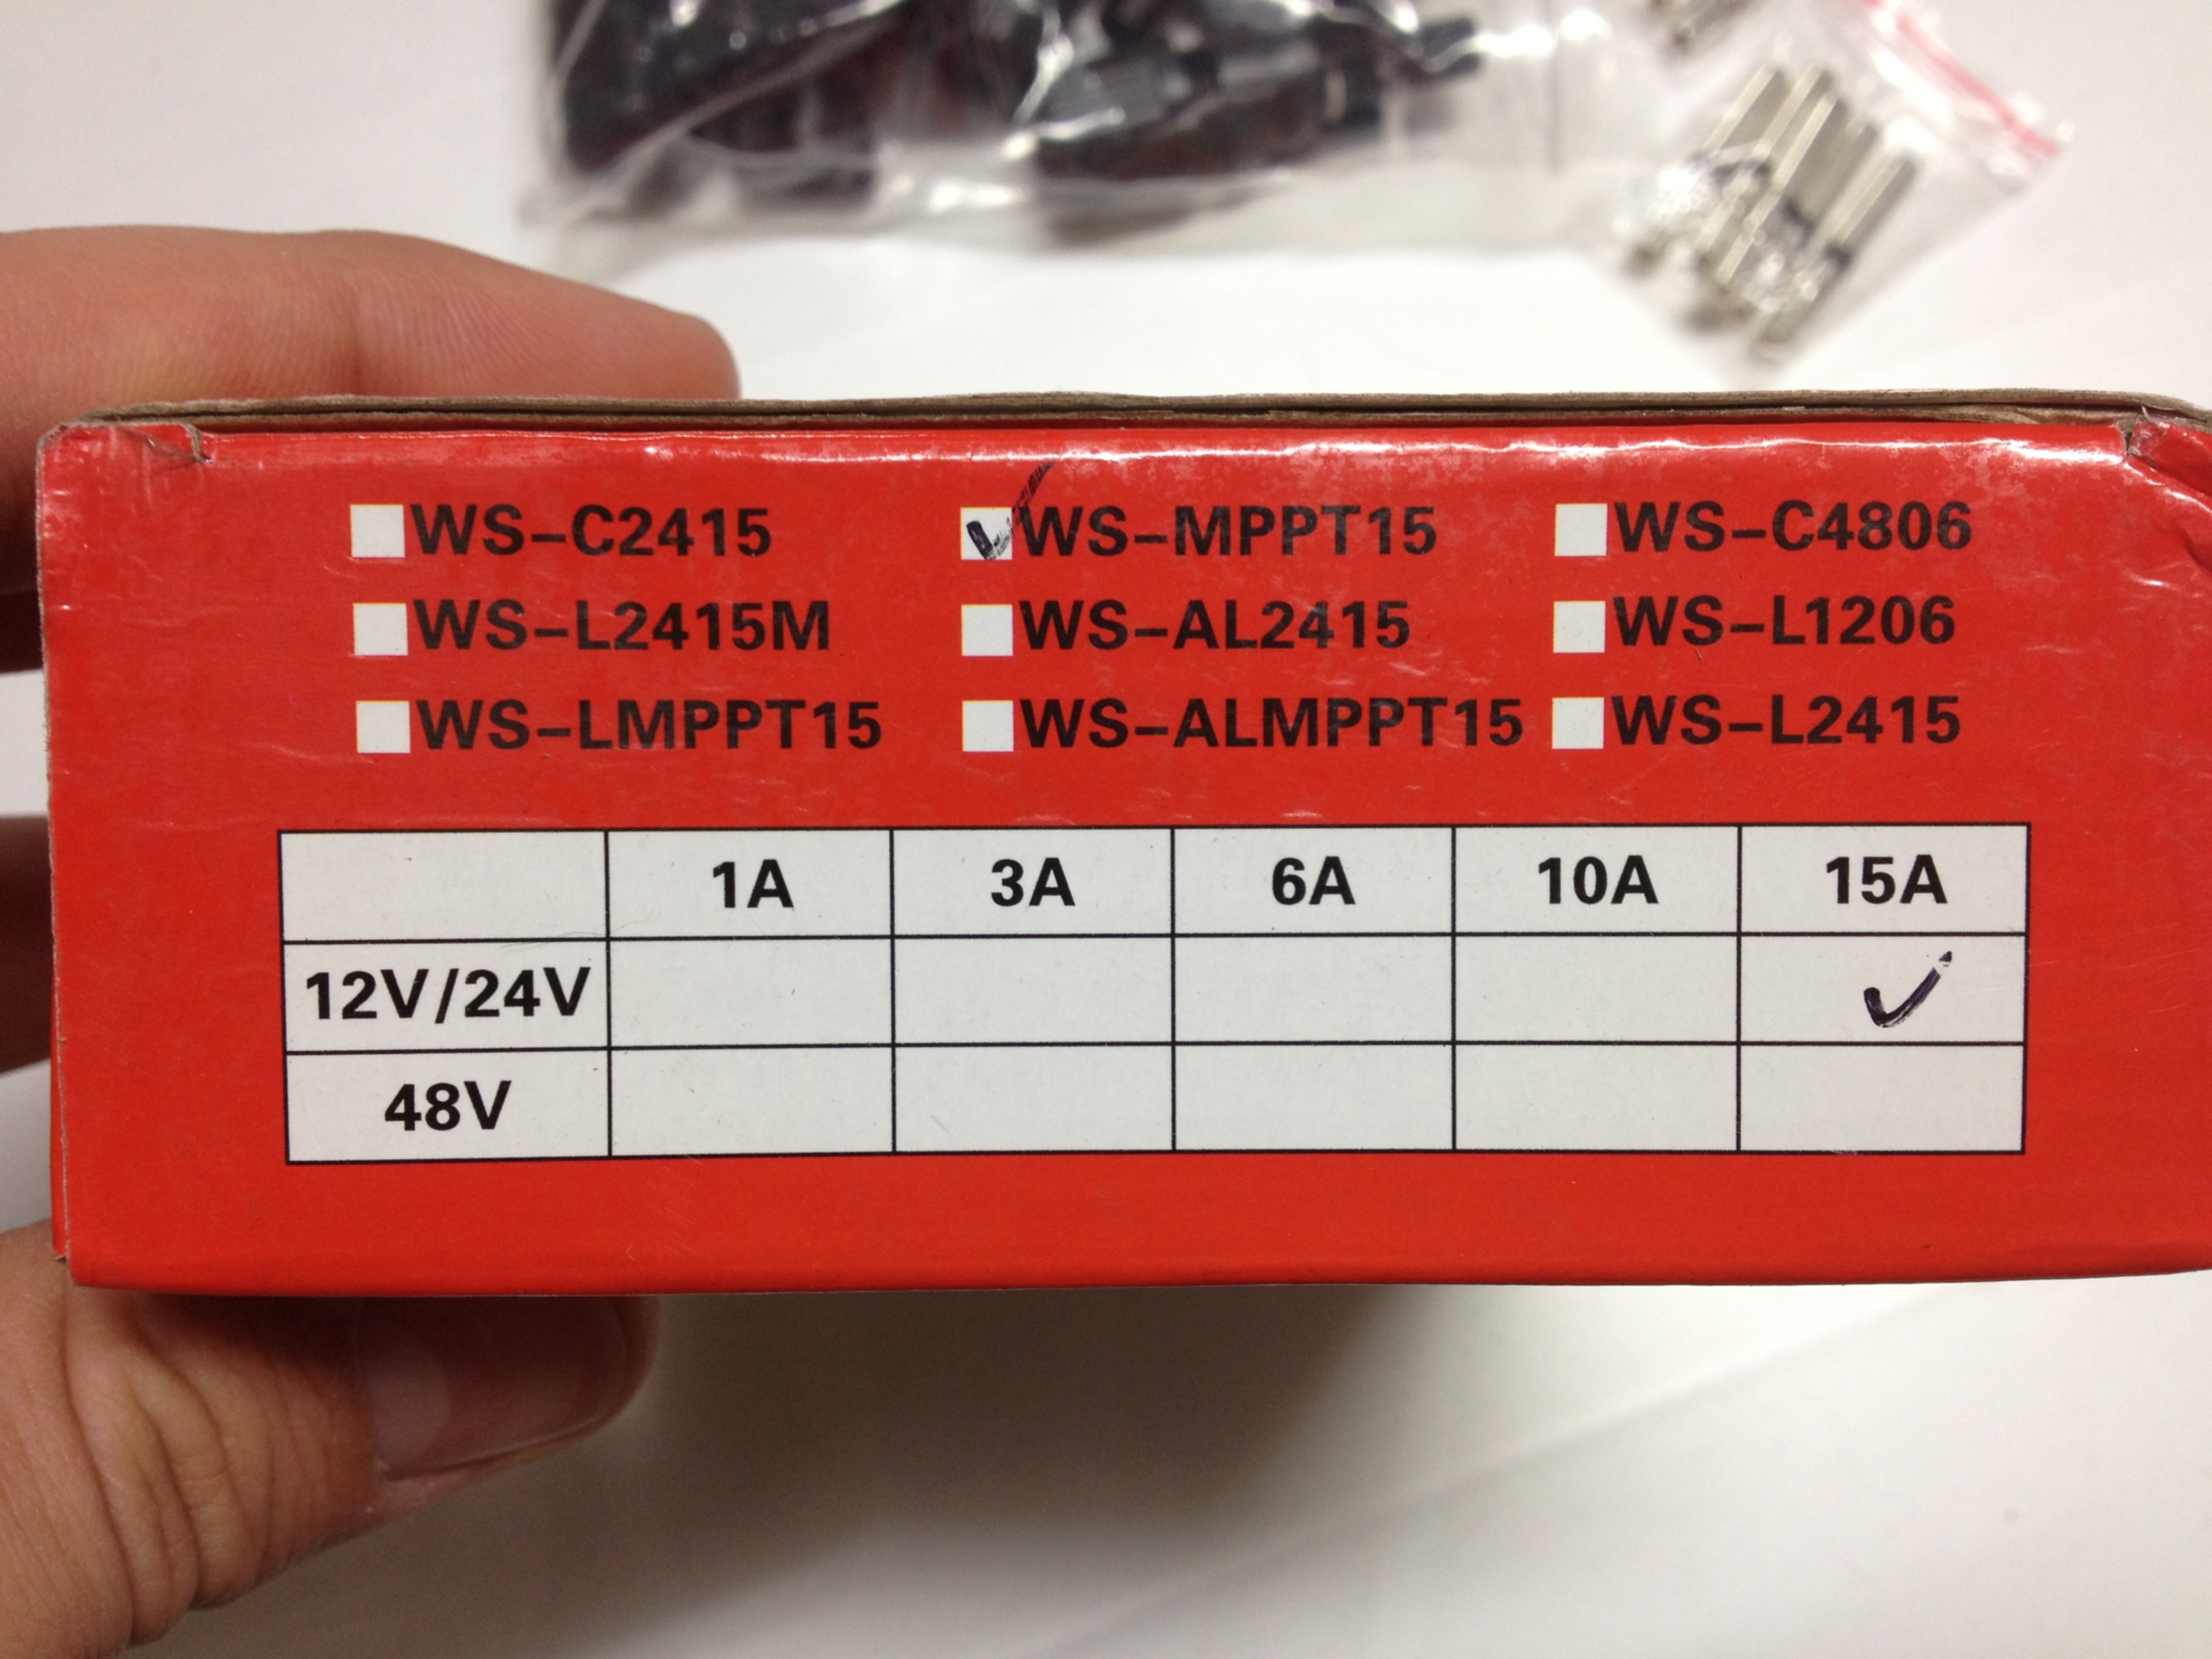 WS-C2415 WS-MPPT15 WS-C4806
WS-L2415M WS-AL2415 WS-L1206
WS-LMPPT15 WS-ALMPPT15 WS-L2415
1A 3A 6A 10A 15A
12V/24V ✓
48V